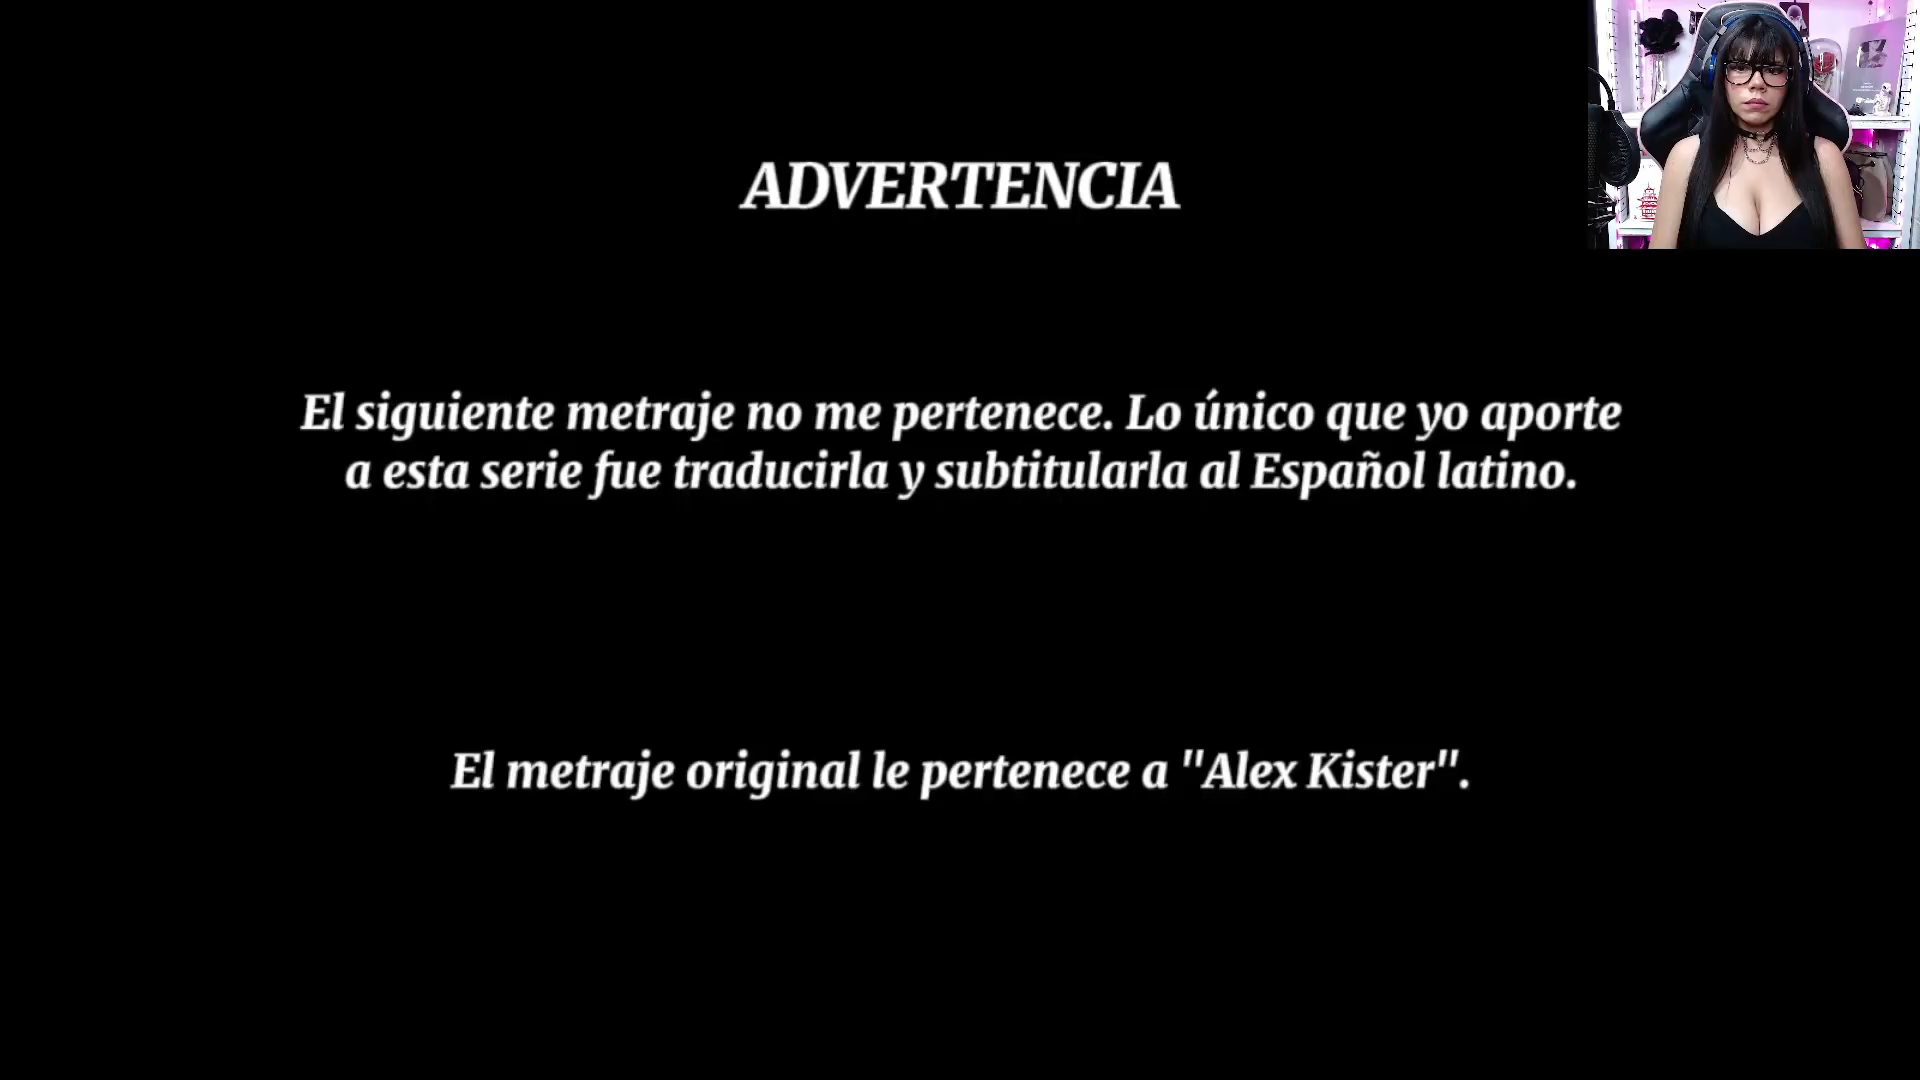 ADVERTENCIA
El siguiente metraje no me pertenece. Lo único que yo aporte
a esta serie fue traducirla y subtitularla al Español latino.
El metraje original le pertenece a "Alex Kister".